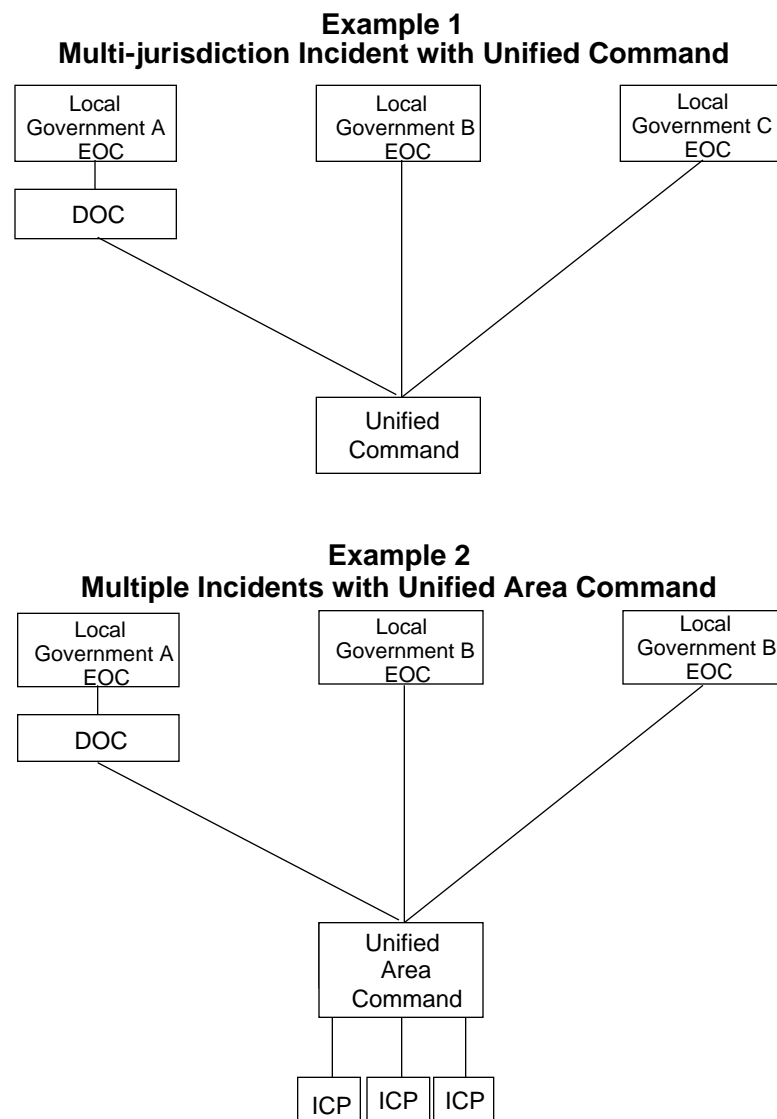 Example 1
Multi-jurisdiction Incident with Unified Command
Local
Government A
EOC
Local
Government B
EOC
Local
Government C
EOC
DOC
Unified
Command
Example 2
Multiple Incidents with Unified Area Command
Local
Government A
EOC
Local
Government B
EOC
Local
Government B
EOC
DOC
Unified
Area
Command
ICP
ICP
ICP